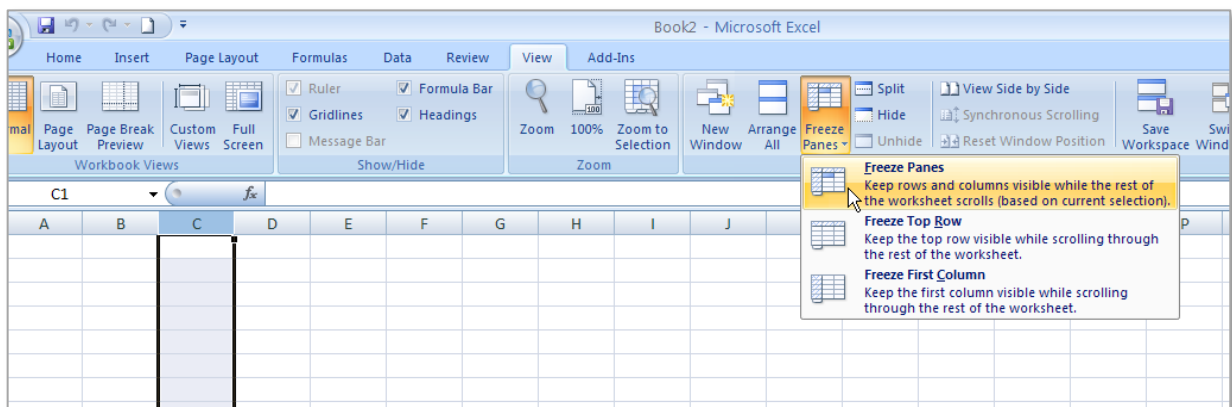 Book2 - Microsoft Excel
Home Insert Page Layout Formulas Data Review View Add-Ins
Ruler Formula Bar
Gridlines Headings
Message Bar
Page Layout
Page Break Preview
Custom Views
Full Screen
Zoom
100%
Zoom to Selection
New Window
Arrange All
Freeze Panes
Split
Hide
Unhide
View Side by Side
Synchronous Scrolling
Reset Window Position
Save Workspace
Workbook Views Show/Hide Zoom
Freeze Panes
Keep rows and columns visible while the rest of
the worksheet scrolls (based on current selection).
Freeze Top Row
Keep the top row visible while scrolling through
the rest of the worksheet.
Freeze First Column
Keep the first column visible while scrolling
through the rest of the worksheet.
C1 fx
A B C D E F G H I J P